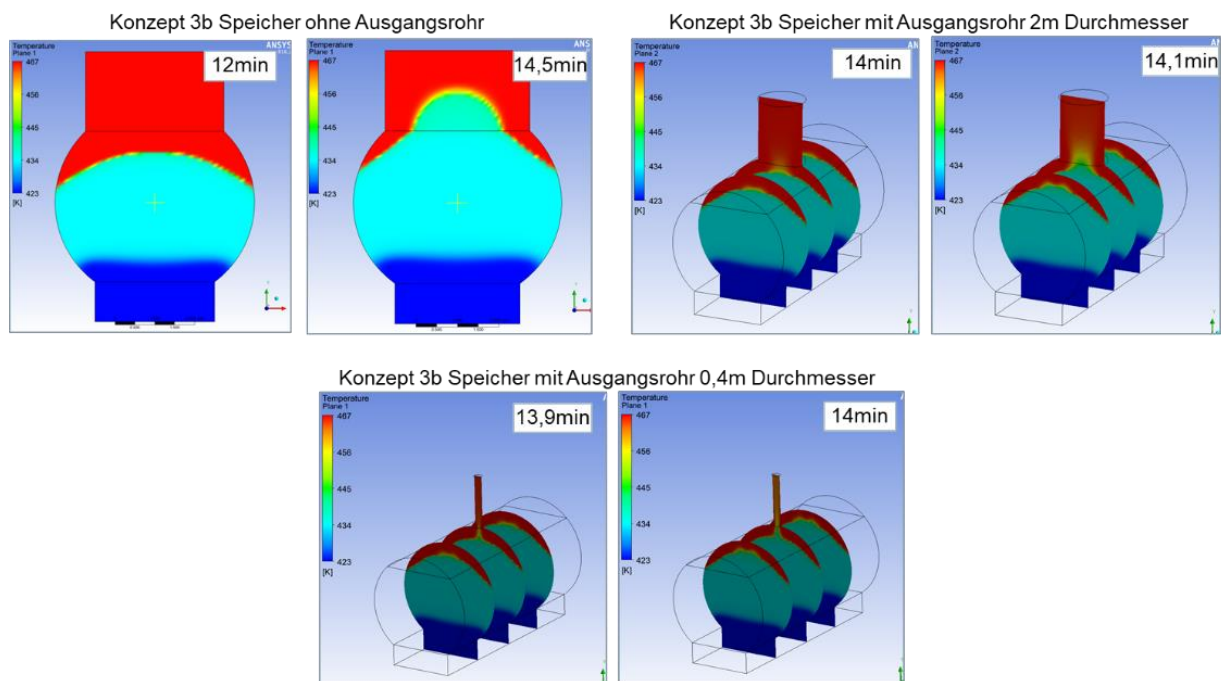 Konzept 3b Speicher ohne Ausgangsrohr
Konzept 3b Speicher mit Ausgangsrohr 2m Durchmesser
Temperature
Plane 1
467
456
445
434
423
[K]
ANSYS
12min
Temperature
Plane 1
467
456
445
434
423
[K]
ANS
14,5min
Temperature
Plane 2
467
456
445
434
423
[K]
AN
14min
Temperature
Plane 2
467
456
445
434
423
[K]
AN
14,1min
Konzept 3b Speicher mit Ausgangsrohr 0,4m Durchmesser
Temperature
Plane 1
467
456
445
434
423
[K]
13,9min
Temperature
Plane 1
467
456
445
434
423
[K]
14min